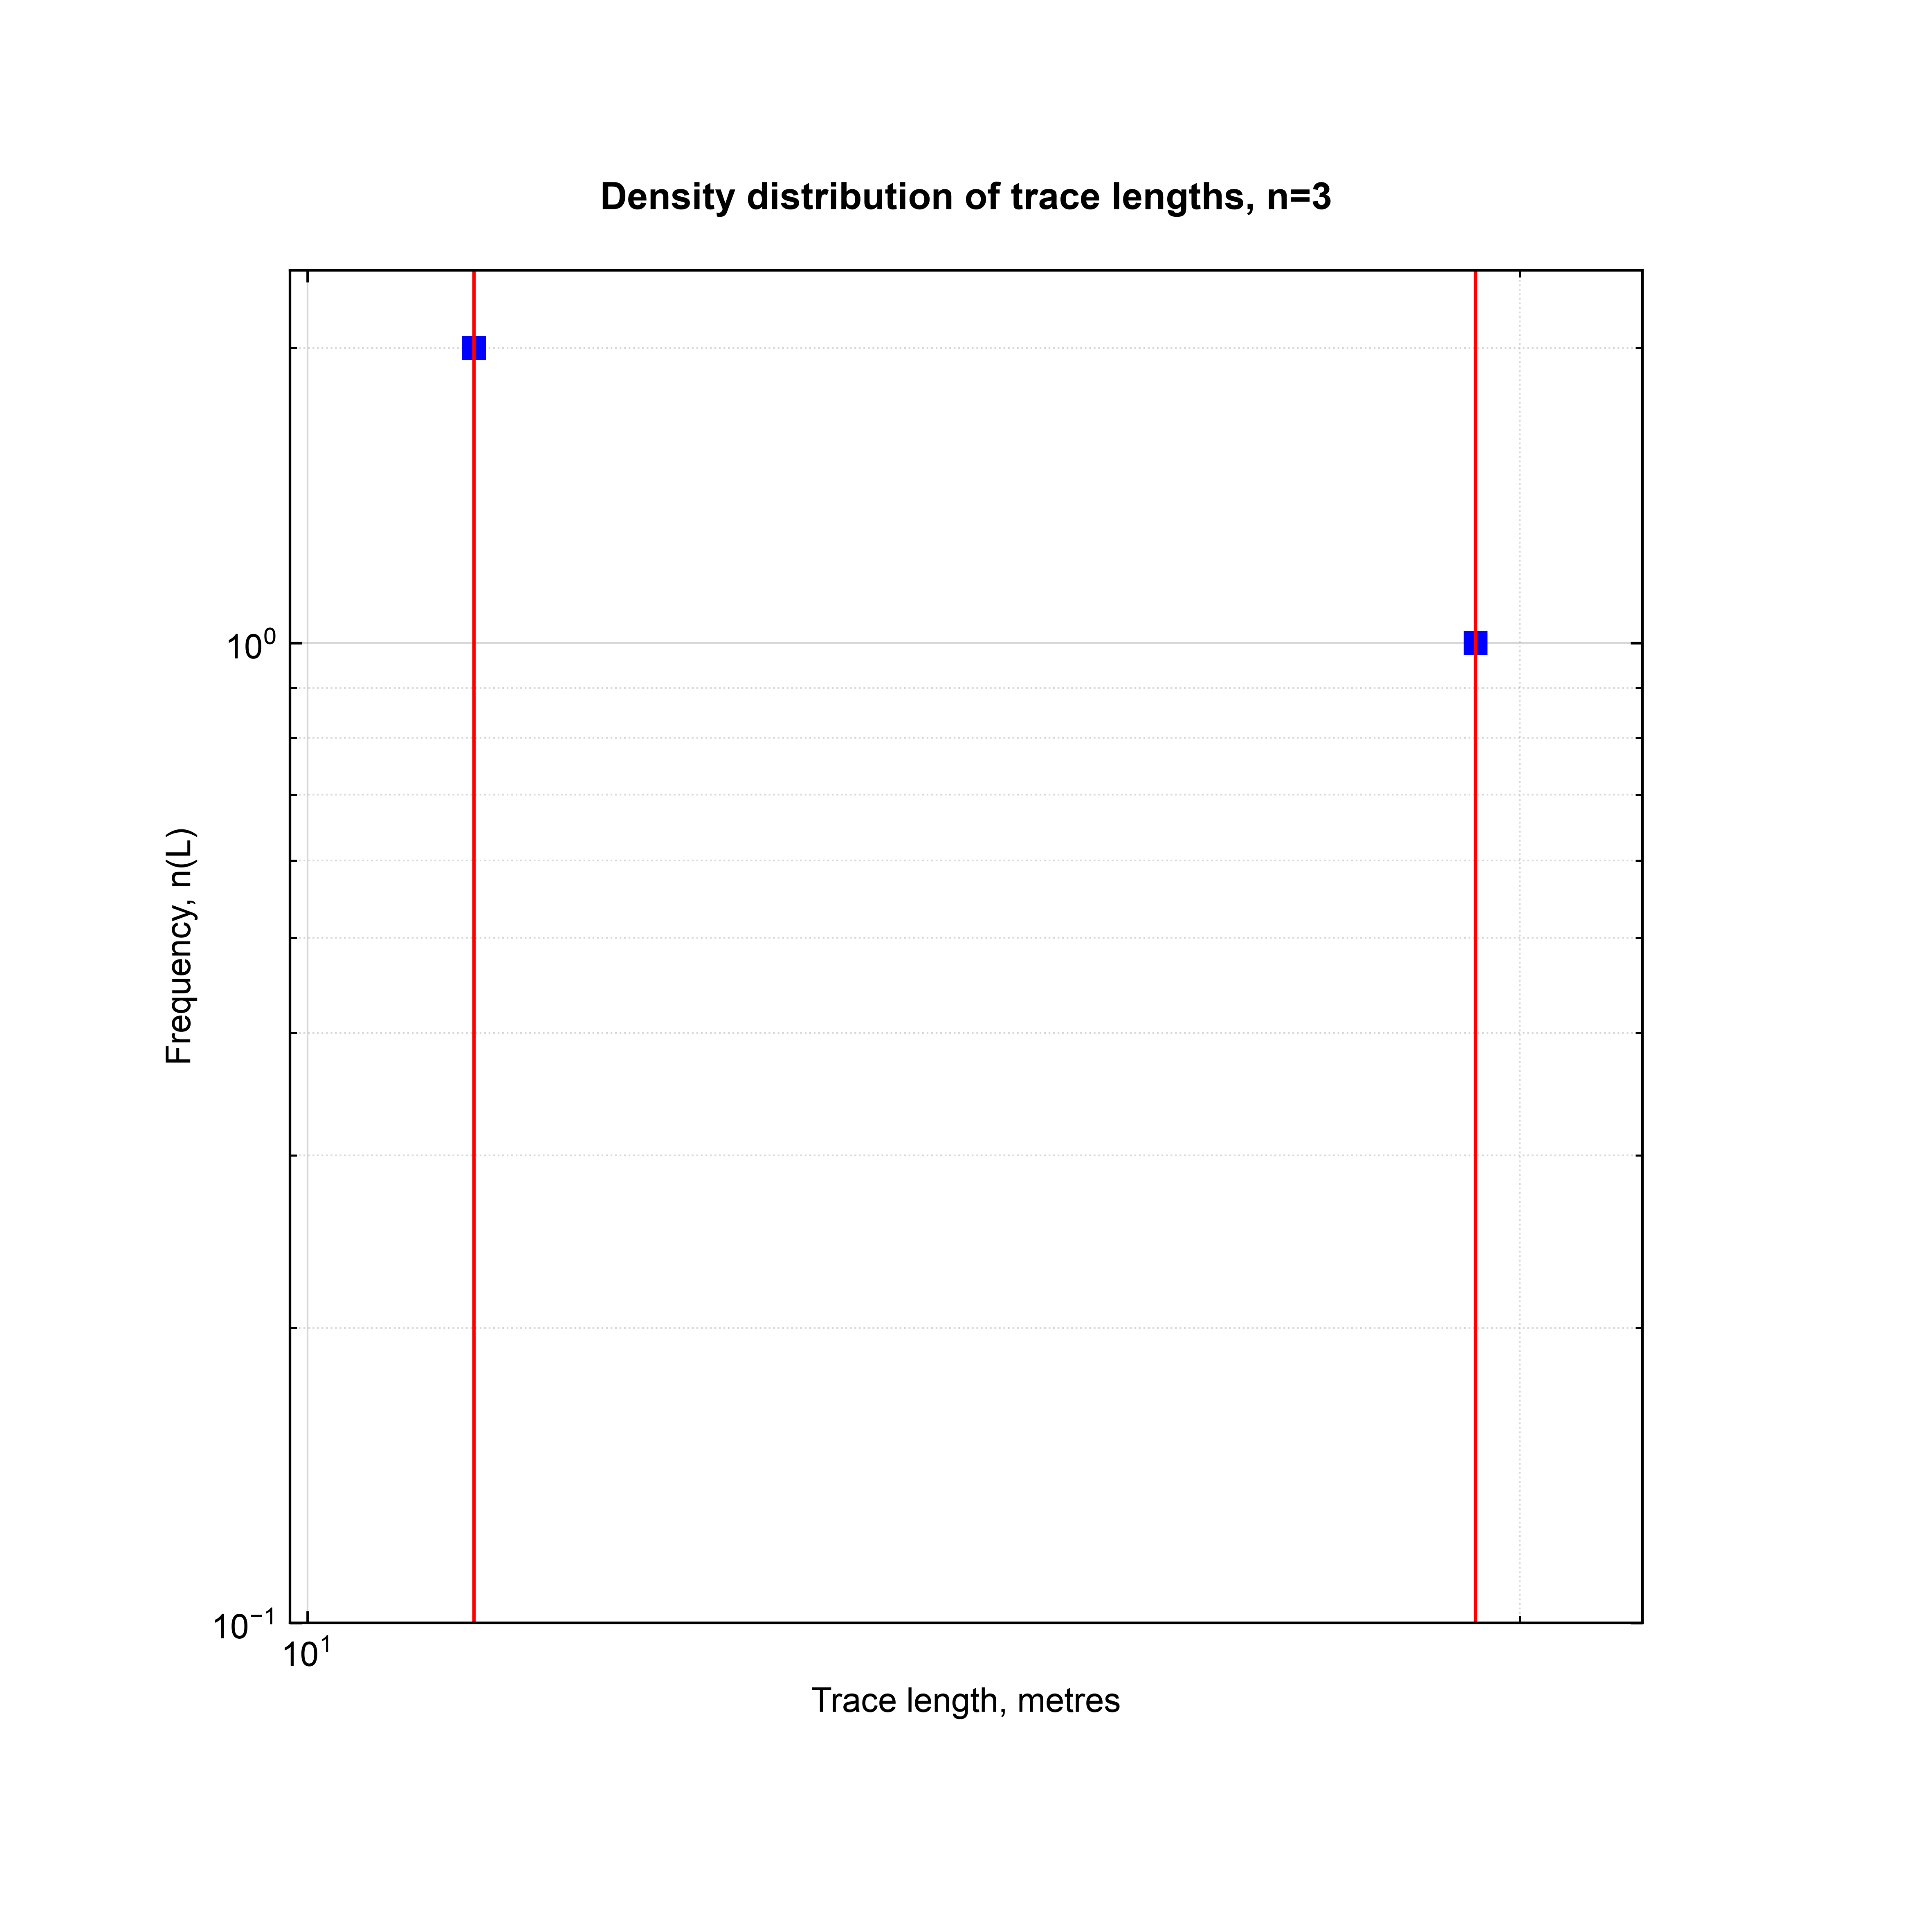 Density distribution of trace lengths, n=3
10⁰
Frequency, n(L)
10⁻¹
10¹
Trace length, metres